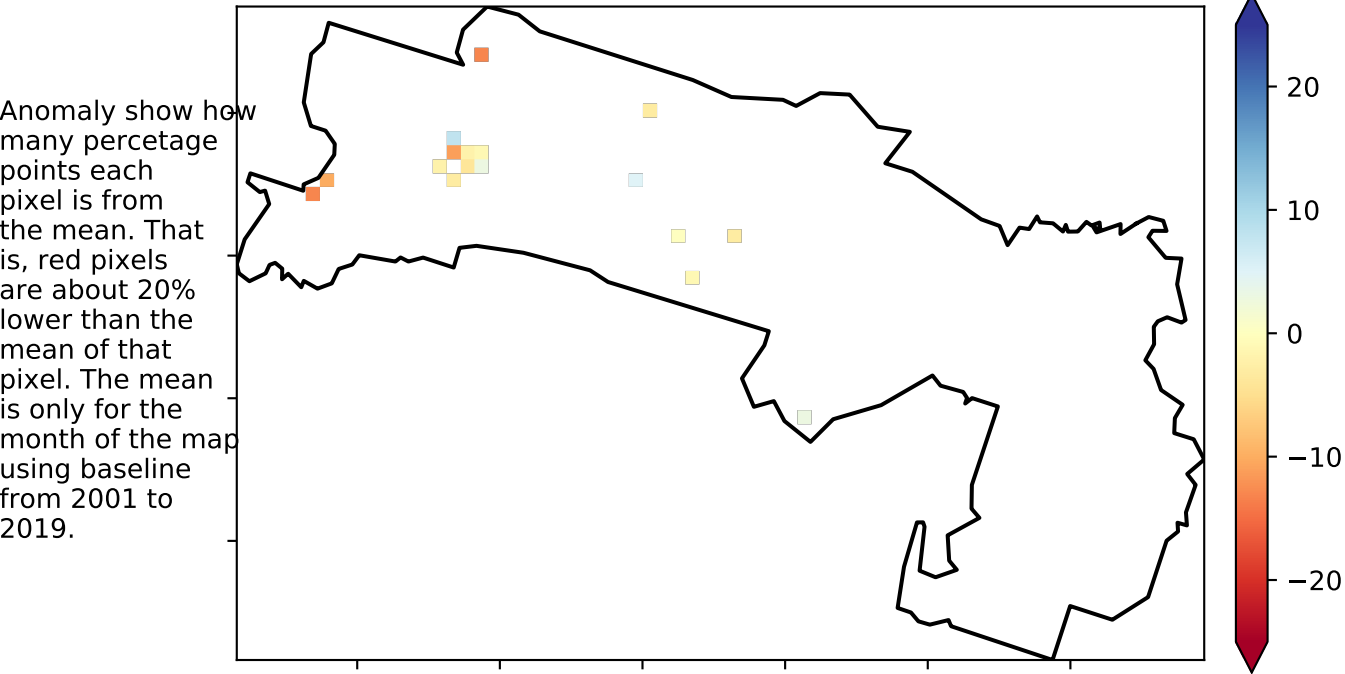 Anomaly show how
many percetage
points each
pixel is from
the mean. That
is, red pixels
are about 20%
lower than the
mean of that
pixel. The mean
is only for the
month of the map
using baseline
from 2001 to
2019.
20
10
0
−10
−20